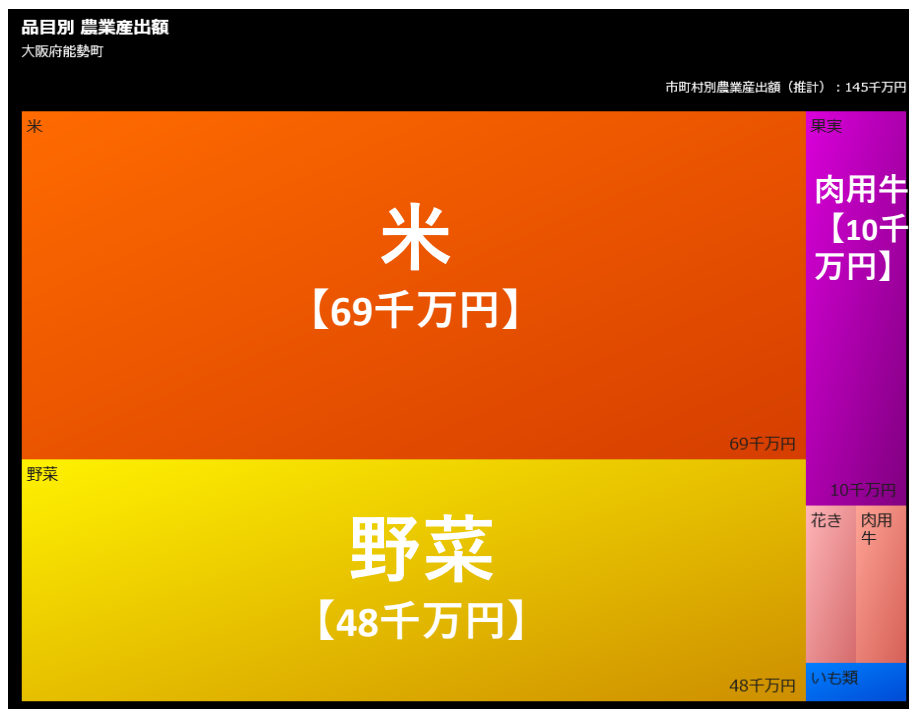 品目別 農業産出額
大阪府能勢町
市町村別農業産出額（推計）：145千万円
米
米
【69千万円】
69千万円
野菜
野菜
【48千万円】
48千万円
果実
肉用牛
【10千
万円】
10千万円
花き
肉用
牛
いも類